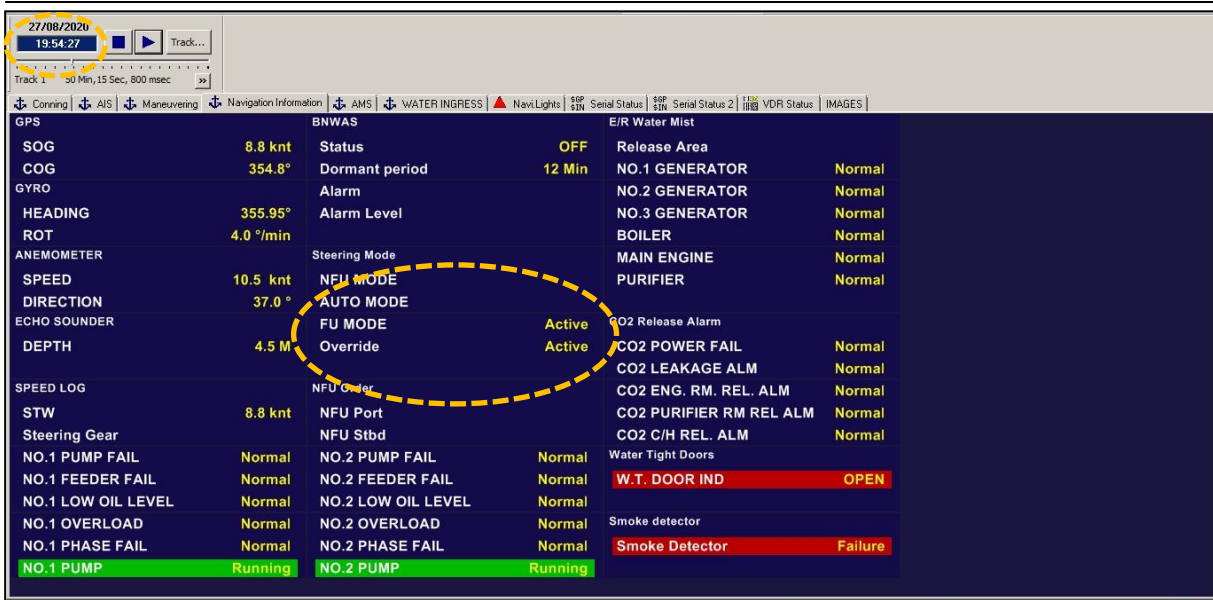 27/08/2020
19:54:27
Track...
Track 1 50 Min,15 Sec, 800 msec »
Conning AIS Maneuvering Navigation Information AMS WATER INGRESS Navi.Lights Serial Status Serial Status 2 VDR Status IMAGES
GPS BNWAS E/R Water Mist
SOG 8.8 knt Status OFF Release Area
COG 354.8° Dormant period 12 Min NO.1 GENERATOR Normal
GYRO Alarm NO.2 GENERATOR Normal
HEADING 355.95° Alarm Level NO.3 GENERATOR Normal
ROT 4.0 °/min BOILER Normal
ANEMOMETER Steering Mode MAIN ENGINE Normal
SPEED 10.5 knt NFU MODE PURIFIER Normal
DIRECTION 37.0 ° AUTO MODE
ECHO SOUNDER FU MODE Active CO2 Release Alarm
DEPTH 4.5 M Override Active CO2 POWER FAIL Normal
CO2 LEAKAGE ALM Normal
SPEED LOG NFU Order CO2 ENG. RM. REL. ALM Normal
STW 8.8 knt NFU Port CO2 PURIFIER RM REL ALM Normal
Steering Gear NFU Stbd CO2 C/H REL. ALM Normal
NO.1 PUMP FAIL Normal NO.2 PUMP FAIL Normal Water Tight Doors
NO.1 FEEDER FAIL Normal NO.2 FEEDER FAIL Normal W.T. DOOR IND OPEN
NO.1 LOW OIL LEVEL Normal NO.2 LOW OIL LEVEL Normal
NO.1 OVERLOAD Normal NO.2 OVERLOAD Normal Smoke detector
NO.1 PHASE FAIL Normal NO.2 PHASE FAIL Normal Smoke Detector Failure
NO.1 PUMP Running NO.2 PUMP Running